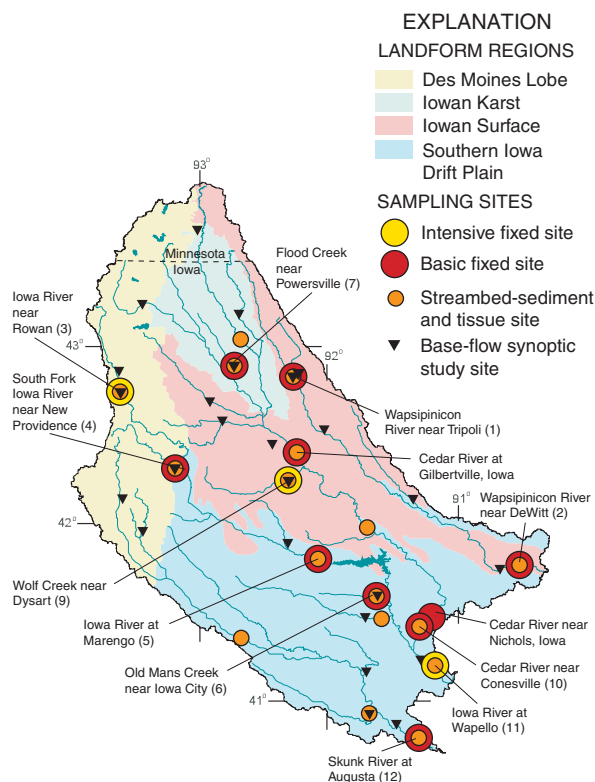 EXPLANATION
LANDFORM REGIONS
Des Moines Lobe
Iowan Karst
Iowan Surface
Southern Iowa
Drift Plain
SAMPLING SITES
Intensive fixed site
Basic fixed site
Streambed-sediment
and tissue site
Base-flow synoptic
study site
93°
Minnesota
Iowa
Flood Creek
near
Powersville
(7)
Iowa River
near
Rowan (3)
43°
92°
South Fork
Iowa River
near New
Providence (4)
Wapsipinicon
River near Tripoli (1)
Cedar River at
Gilbertville, Iowa
91°
Wapsipinicon River
near DeWitt (2)
42°
Wolf Creek near
Dysart (9)
Iowa River at
Marengo (5)
Old Mans Creek
near Iowa City (6)
Cedar River near
Nichols, Iowa
Cedar River near
Conesville (10)
Iowa River at
Wapello (11)
41°
Skunk River at
Augusta (12)